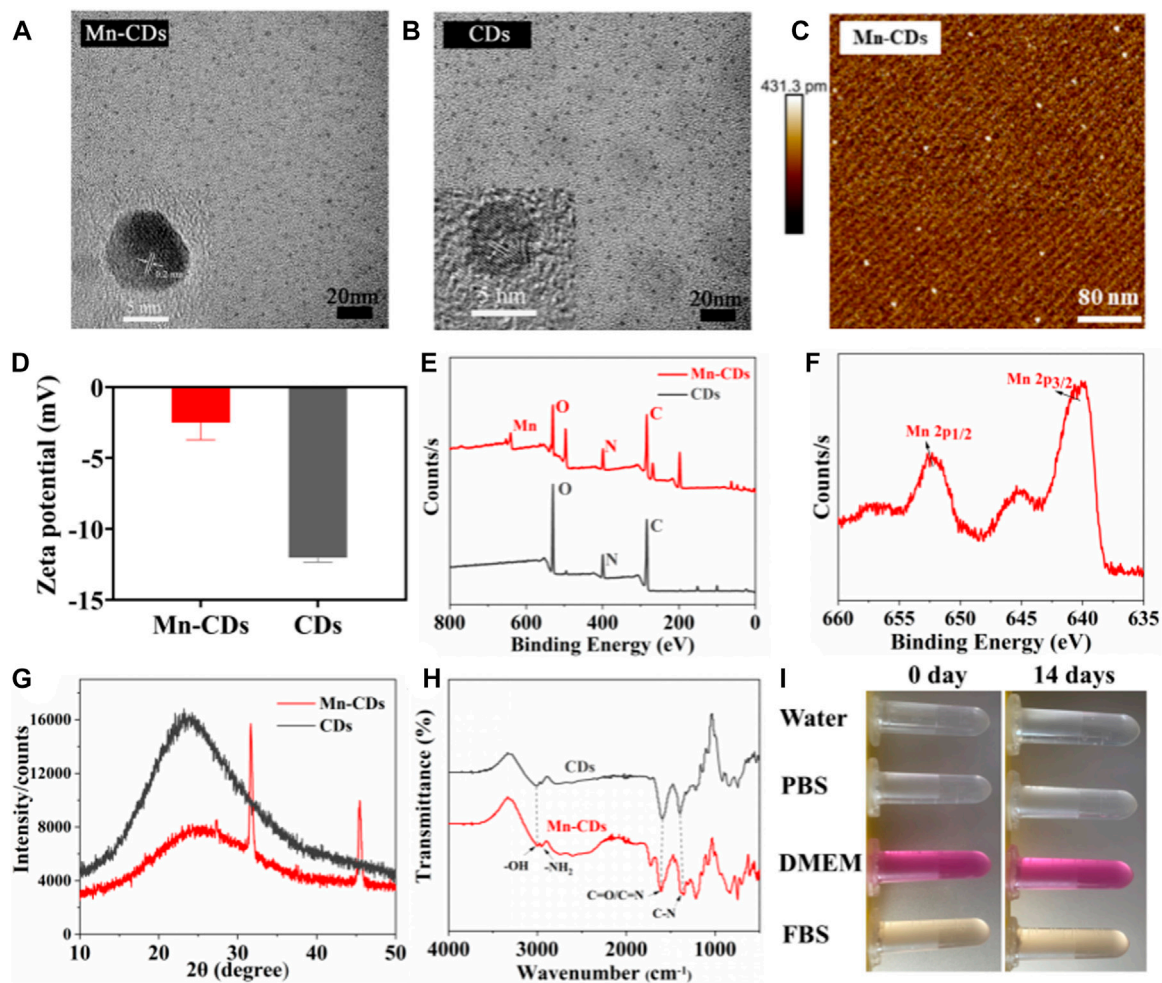 A
Mn-CDs
0.2 nm
5 nm
20nm
B
CDs
5 nm
20nm
C
Mn-CDs
431.3 pm
80 nm
D
Zeta potential (mV)
0
-5
-10
-15
Mn-CDs
CDs
E
Counts/s
Mn-CDs
CDs
Mn
O
N
C
O
N
C
800
600
400
200
0
Binding Energy (eV)
F
Counts/s
Mn 2p1/2
Mn 2p3/2
660
655
650
645
640
635
Binding Energy (eV)
G
Intensity/counts
16000
12000
8000
4000
0
Mn-CDs
CDs
10
20
30
40
50
2θ (degree)
H
Transmittance (%)
CDs
Mn-CDs
-OH
-NH2
C=O/C=N
C-N
4000
3000
2000
1000
Wavenumber (cm-1)
I
0 day
14 days
Water
PBS
DMEM
FBS